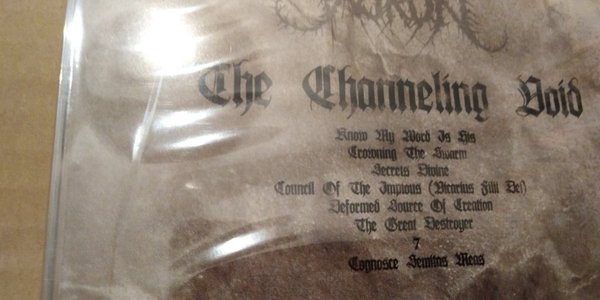 The Channeling Void
Know My Word Is His
Crowning The Swarm
Secrets Divine
Council Of The Impious (Vicarius Filii Dei)
Deformed Source Of Creation
The Great Destroyer
7
Cognosce Semitas Meas